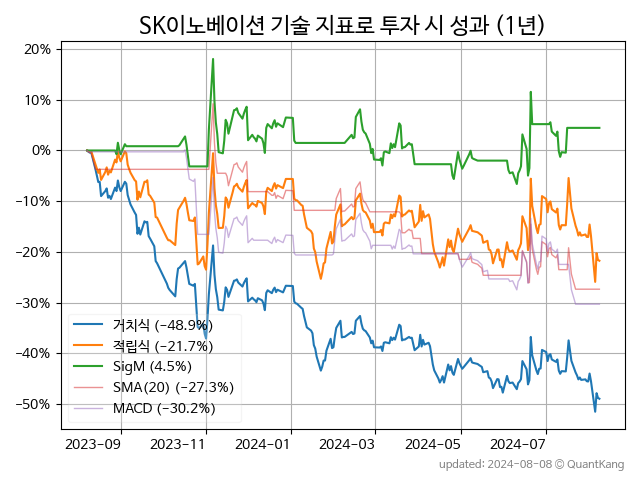 SK이노베이션 기술 지표로 투자 시 성과 (1년)
20%
10%
0%
−10%
−20%
−30%
−40%
−50%
거치식 (−48.9%)
적립식 (−21.7%)
SigM (4.5%)
SMA(20) (−27.3%)
MACD (−30.2%)
2023-09 2023-11 2024-01 2024-03 2024-05 2024-07
updated: 2024-08-08 © QuantKang